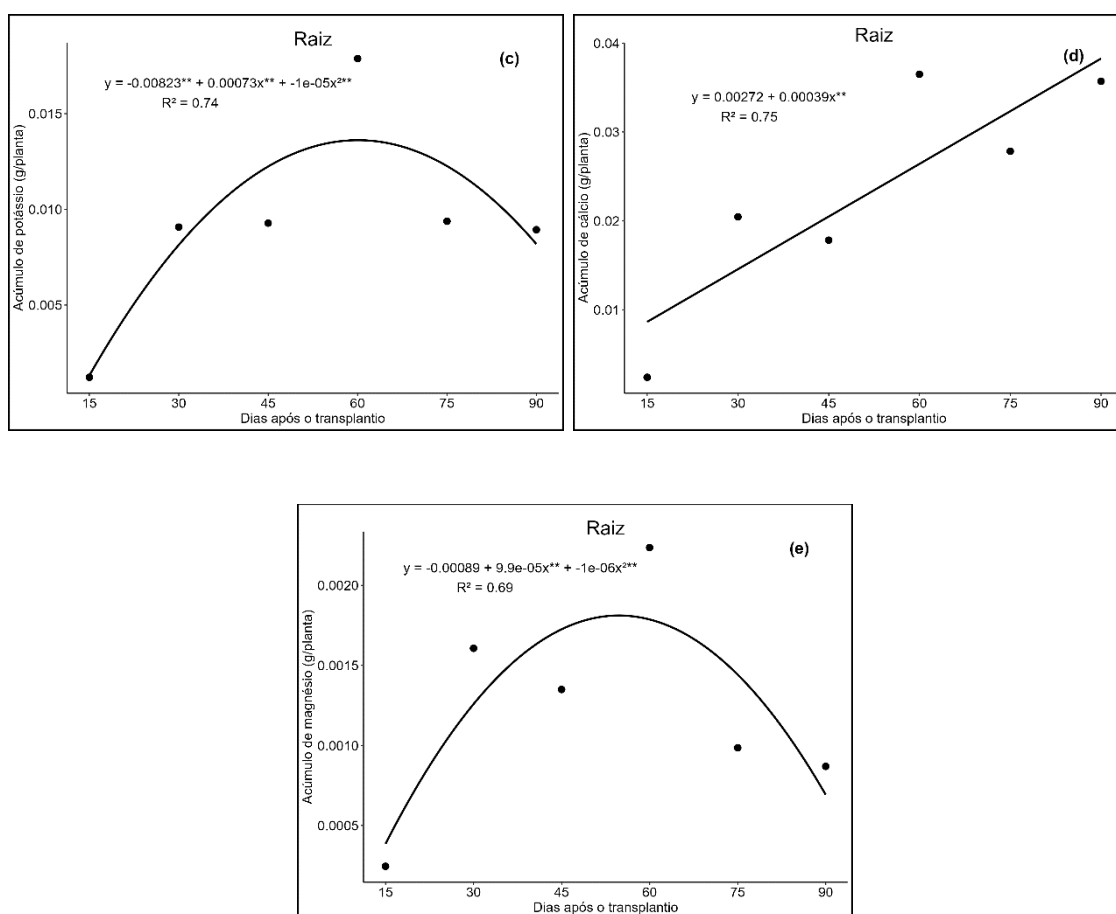 Raiz
(c)
y = -0.00823** + 0.00073x** + -1e-05x²**
R² = 0.74
Acúmulo de potássio (g/planta)
0.015
0.010
0.005
15 30 45 60 75 90
Dias após o transplantio
Raiz
(d)
y = 0.00272 + 0.00039x**
R² = 0.75
Acúmulo de cálcio (g/planta)
0.04
0.03
0.02
0.01
15 30 45 60 75 90
Dias após o transplantio
Raiz
(e)
y = -0.00089 + 9.9e-05x** + -1e-06x²**
R² = 0.69
Acúmulo de magnésio (g/planta)
0.0020
0.0015
0.0010
0.0005
15 30 45 60 75 90
Dias após o transplantio